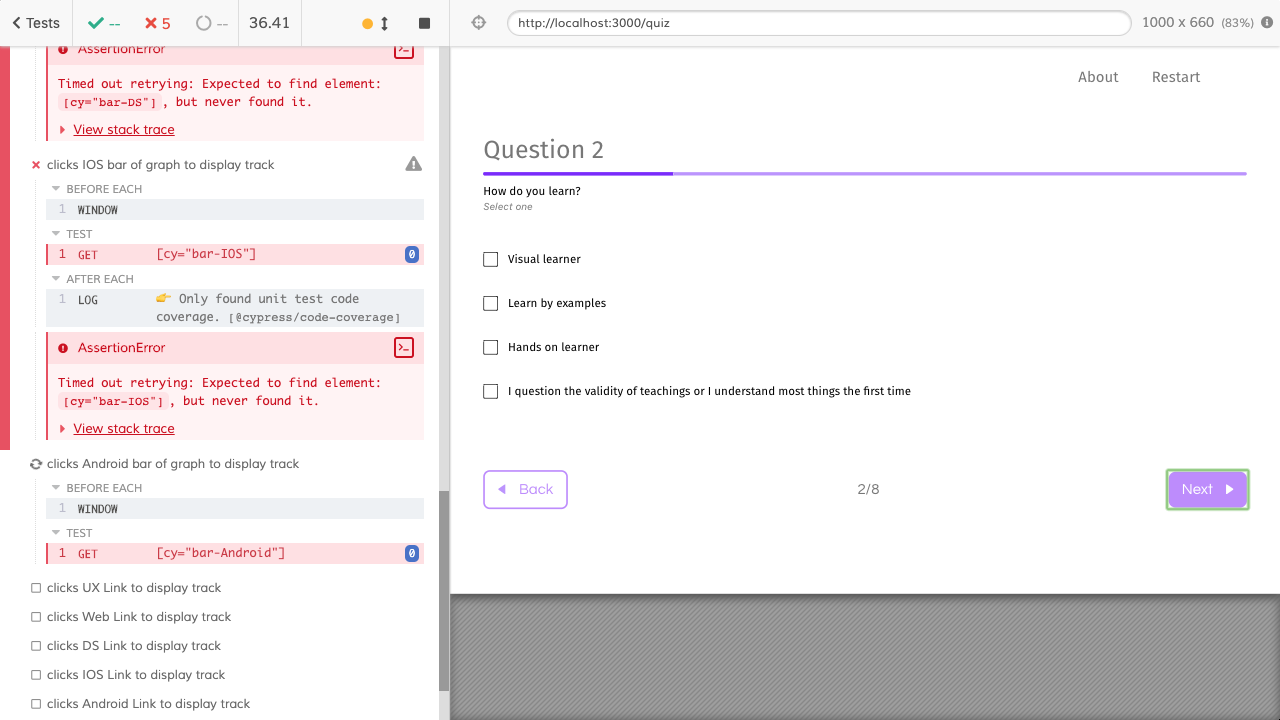 Tests
--
5
--
36.41
http://localhost:3000/quiz
1000 x 660 (83%)
AssertionError
Timed out retrying: Expected to find element:
[cy="bar-DS"], but never found it.
View stack trace
clicks IOS bar of graph to display track
BEFORE EACH
1 WINDOW
TEST
1 GET [cy="bar-IOS"] 0
AFTER EACH
1 LOG 👉 Only found unit test code
coverage. [@cypress/code-coverage]
AssertionError
Timed out retrying: Expected to find element:
[cy="bar-IOS"], but never found it.
View stack trace
clicks Android bar of graph to display track
BEFORE EACH
1 WINDOW
TEST
1 GET [cy="bar-Android"] 0
clicks UX Link to display track
clicks Web Link to display track
clicks DS Link to display track
clicks IOS Link to display track
clicks Android Link to display track
About
Restart
Question 2
How do you learn?
Select one
Visual learner
Learn by examples
Hands on learner
I question the validity of teachings or I understand most things the first time
Back
2/8
Next